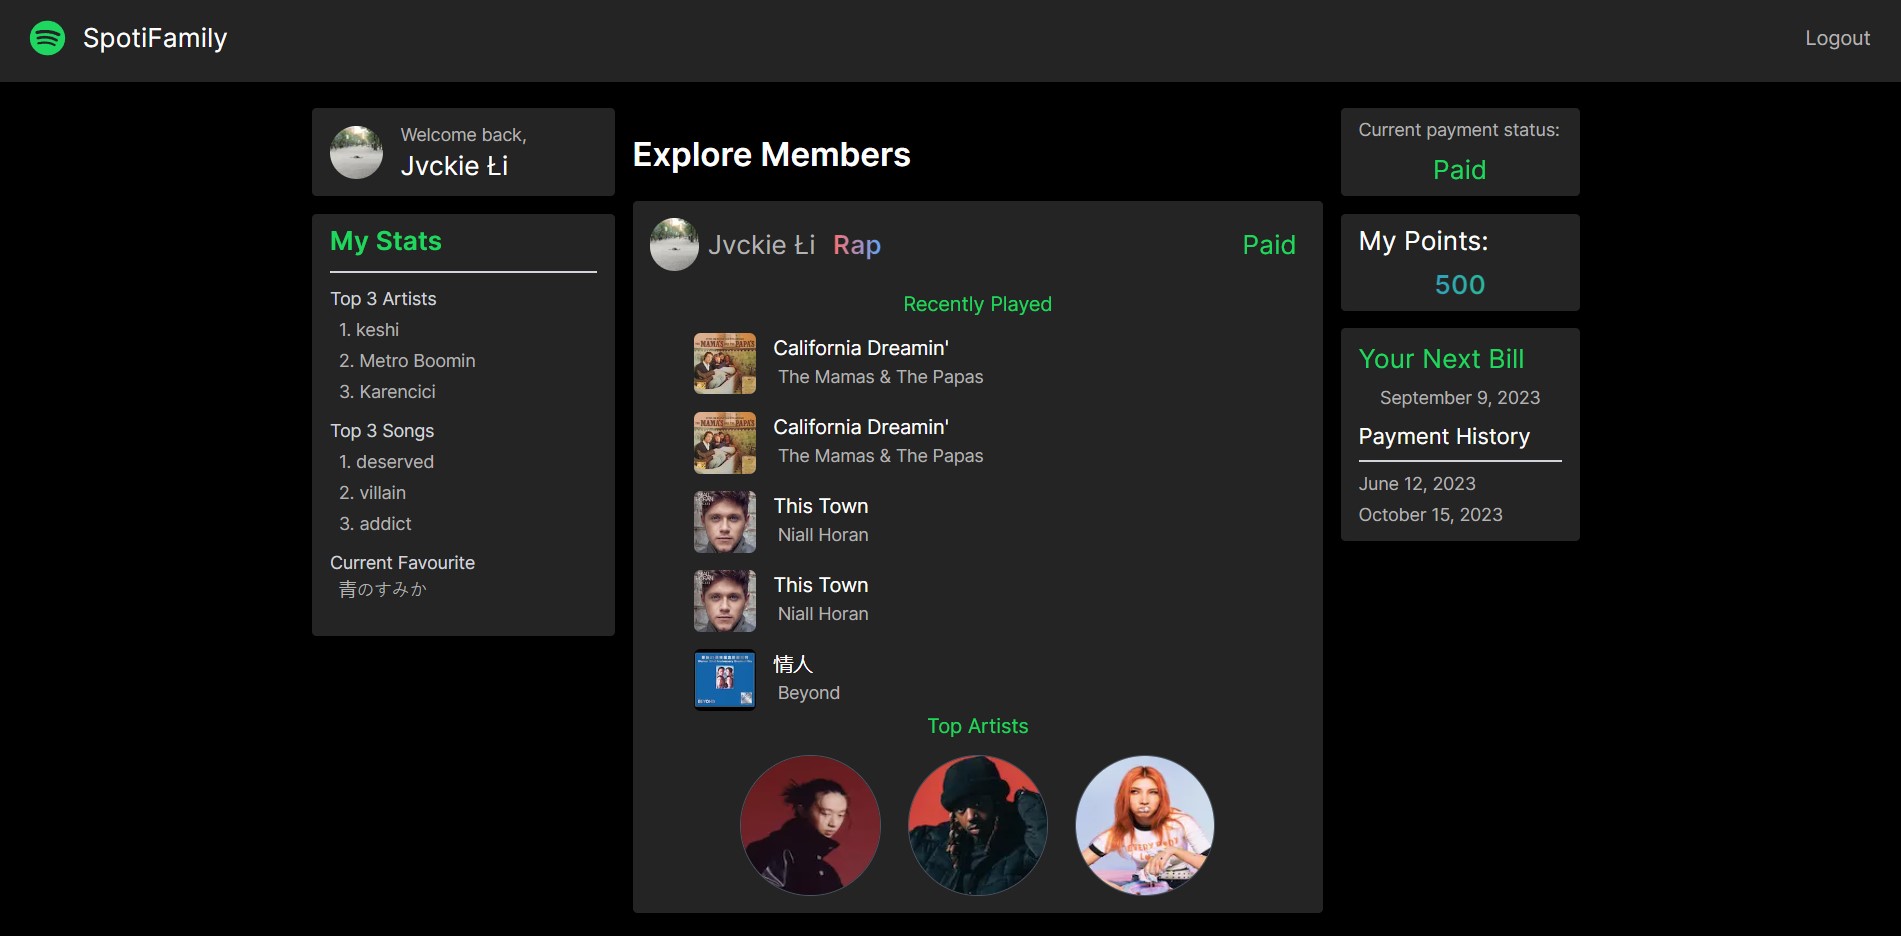 SpotiFamily
Logout
Welcome back,
Jvckie Łi
My Stats
Top 3 Artists
1. keshi
2. Metro Boomin
3. Karencici
Top 3 Songs
1. deserved
2. villain
3. addict
Current Favourite
青のすみか
Explore Members
Jvckie Łi Rap Paid
Recently Played
California Dreamin'
The Mamas & The Papas
California Dreamin'
The Mamas & The Papas
This Town
Niall Horan
This Town
Niall Horan
情人
Beyond
Top Artists
Current payment status:
Paid
My Points:
500
Your Next Bill
September 9, 2023
Payment History
June 12, 2023
October 15, 2023